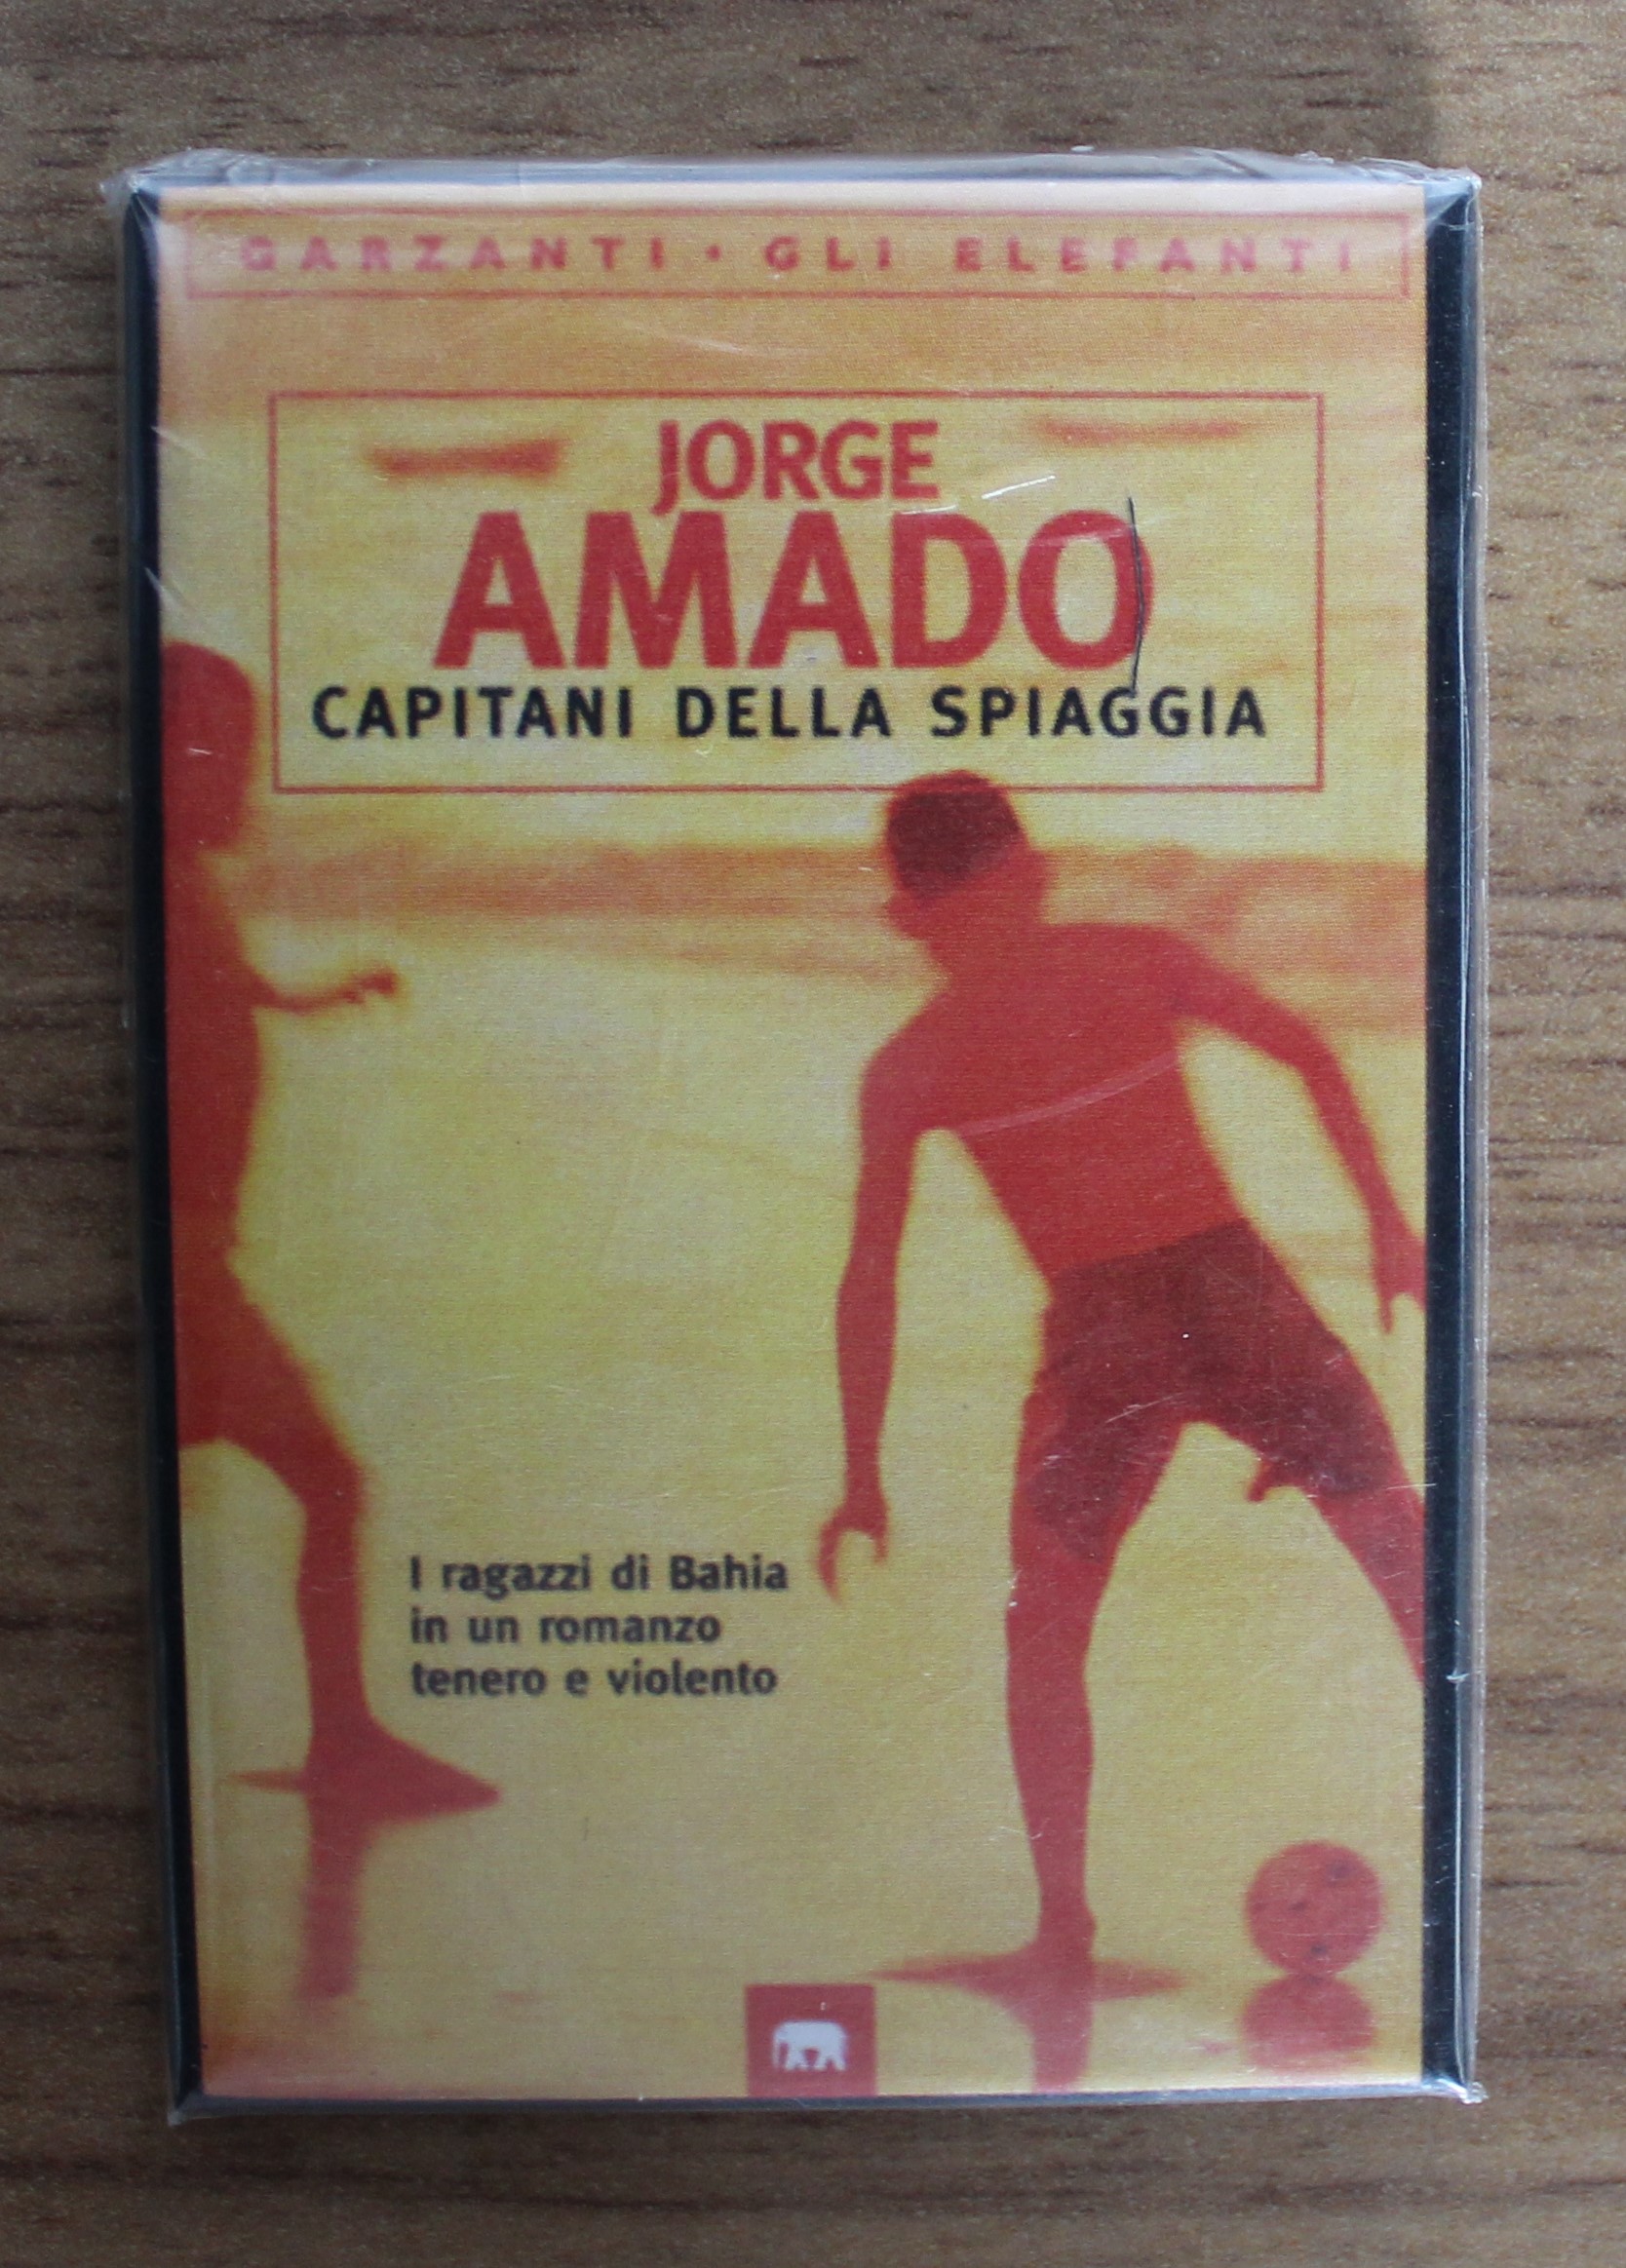 GARZANTI • GLI ELEFANTI
JORGE
AMADO
CAPITANI DELLA SPIAGGIA
I ragazzi di Bahia
in un romanzo
tenero e violento